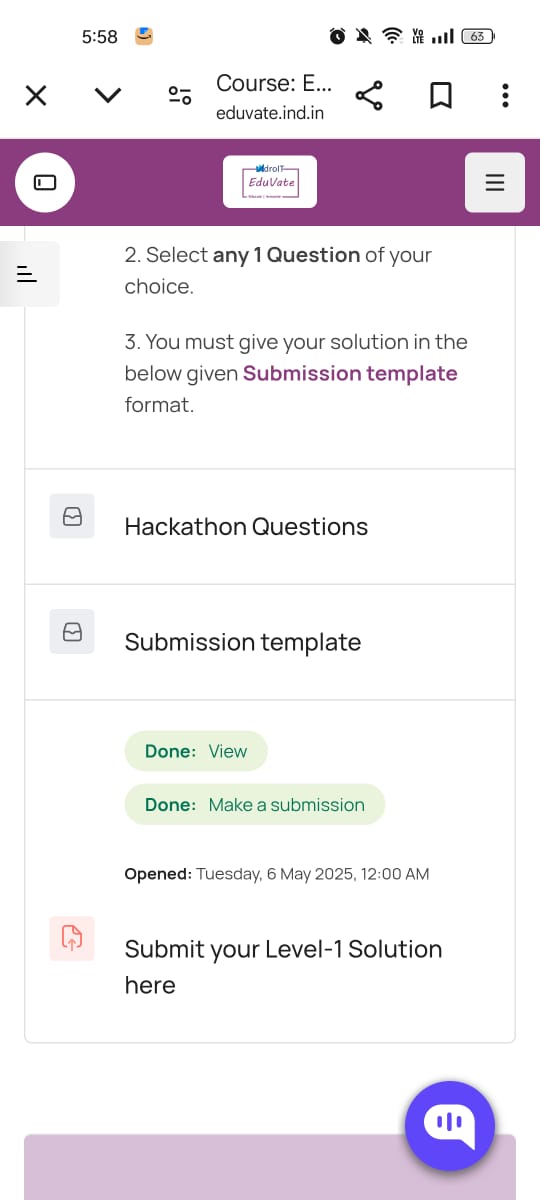 5:58
Vo
LTE
63
Course: E...
eduvate.ind.in
EduVate
2. Select any 1 Question of your
choice.
3. You must give your solution in the
below given Submission template
format.
Hackathon Questions
Submission template
Done: View
Done: Make a submission
Opened: Tuesday, 6 May 2025, 12:00 AM
Submit your Level-1 Solution
here